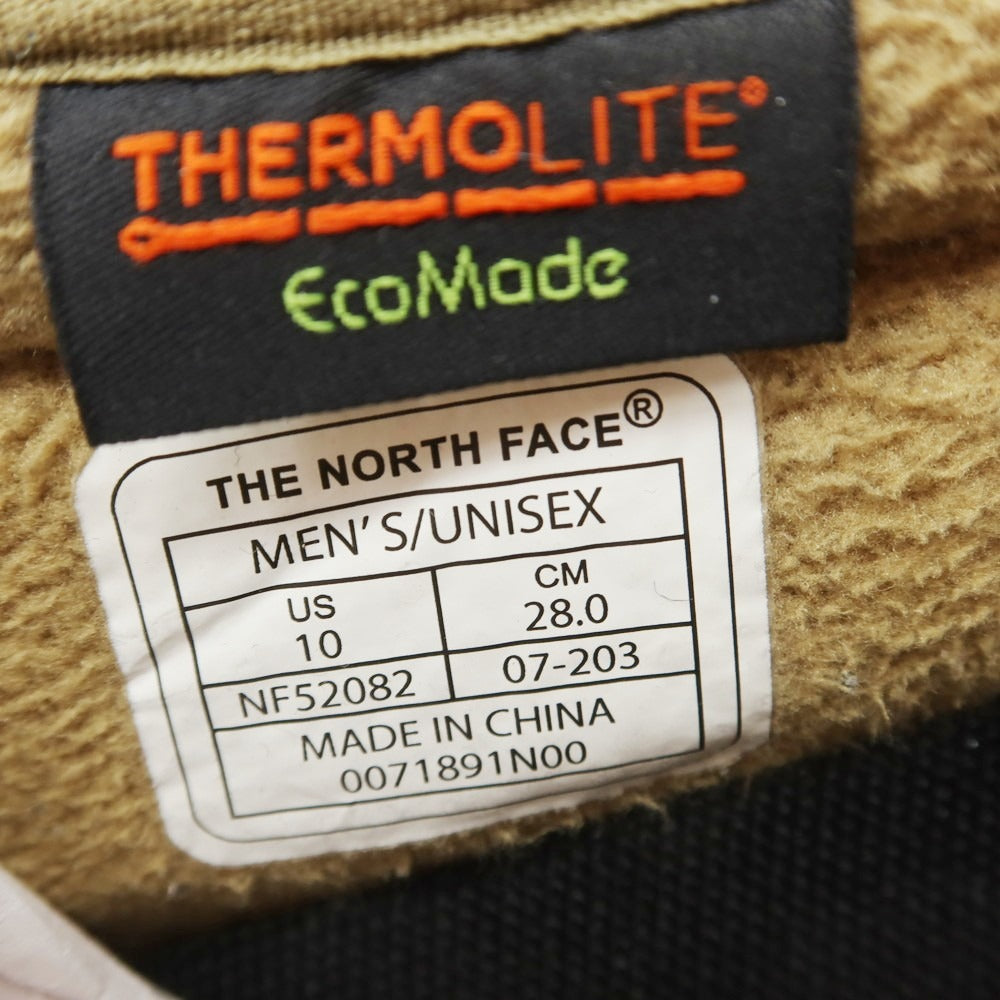 THERMOLITE®
EcoMade
THE NORTH FACE®
MEN'S/UNISEX
US
CM
10
28.0
NF52082
07-203
MADE IN CHINA
0071891N00